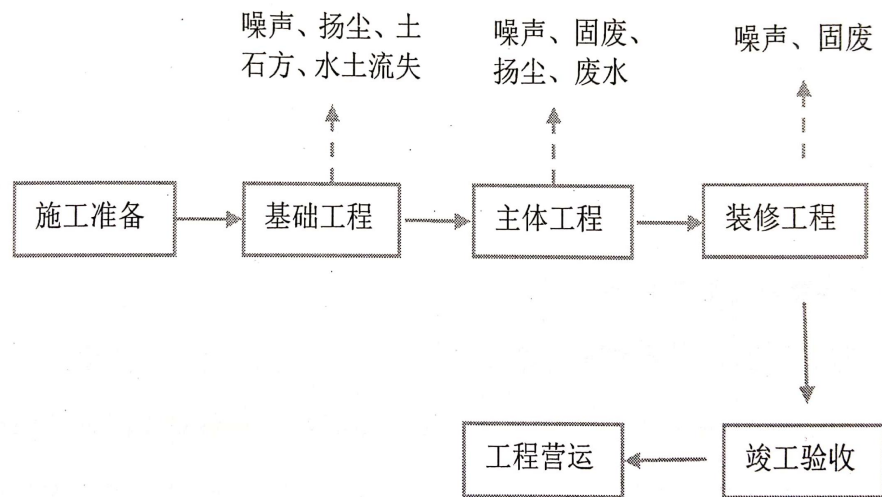 噪声、扬尘、土
石方、水土流失
噪声、固废、
扬尘、废水
噪声、固废
施工准备
基础工程
主体工程
装修工程
工程营运
竣工验收